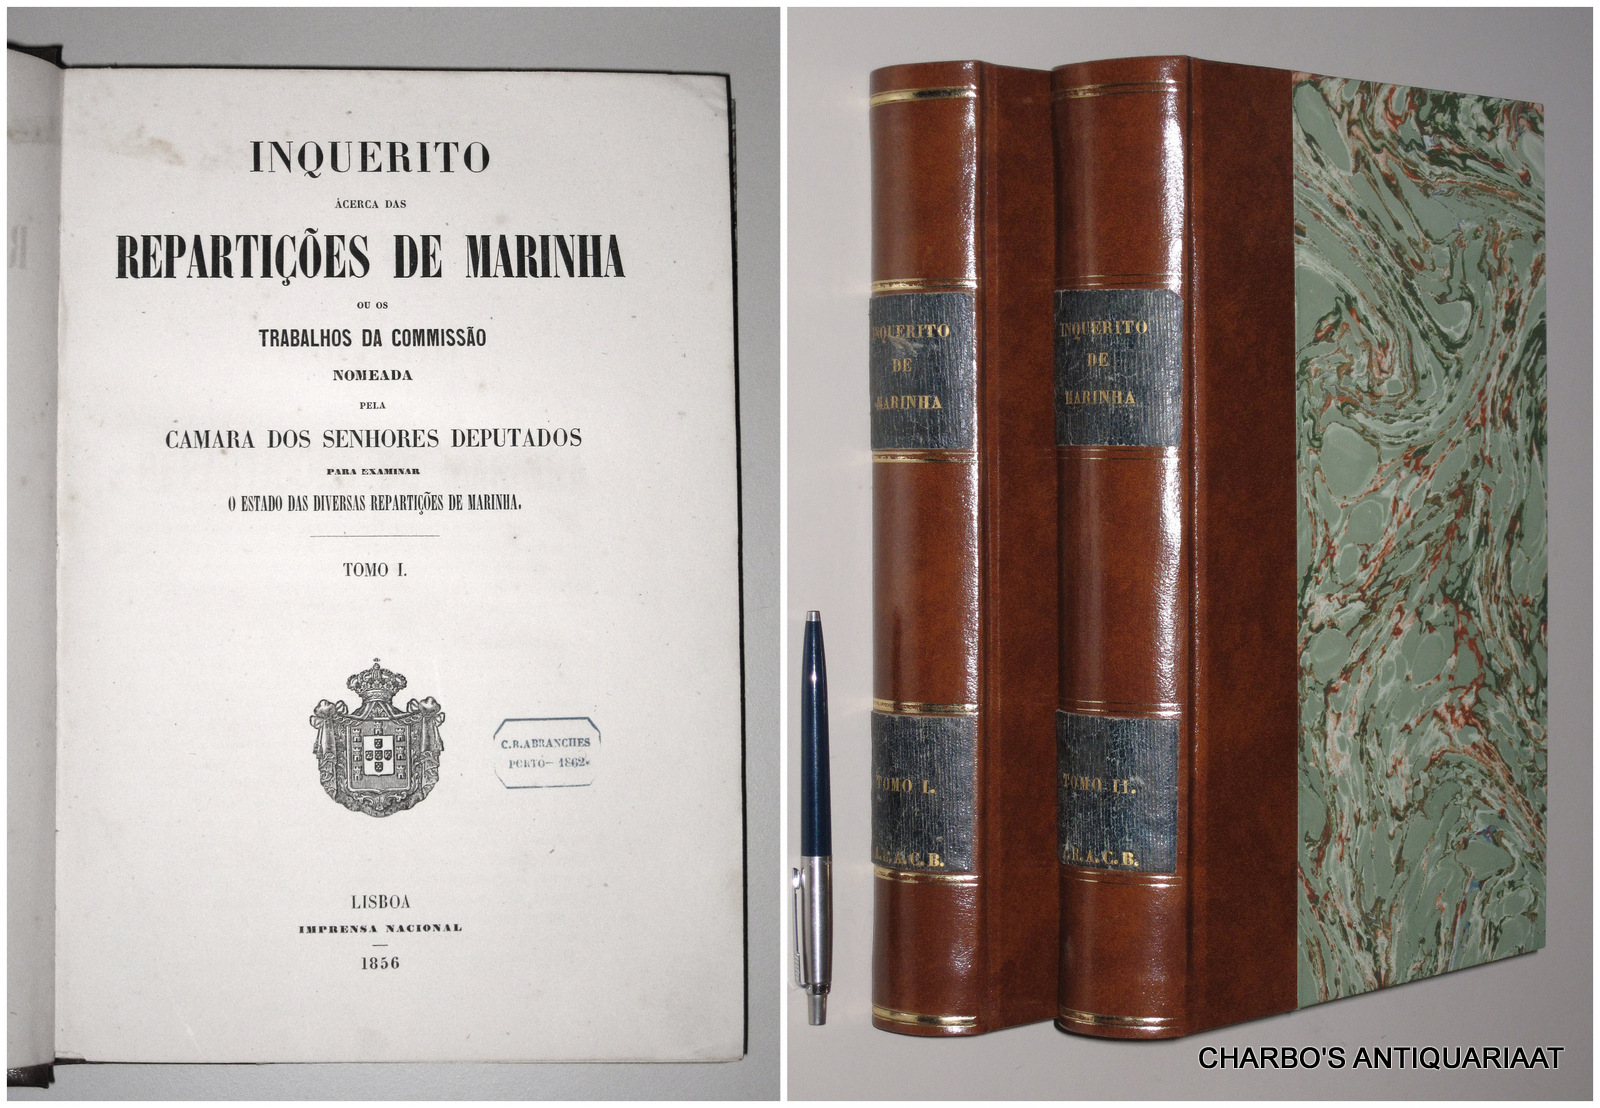 INQUERITO
ÁCERCA DAS
REPARTIÇÕES DE MARINHA
OU OS
TRABALHOS DA COMMISSÃO
NOMEADA
PELA
CAMARA DOS SENHORES DEPUTADOS
PARA EXAMINAR
O ESTADO DAS DIVERSAS REPARTIÇÕES DE MARINHA.
TOMO I.
C.R.ABRANCHES
PORTO- 1862
LISBOA
IMPRENSA NACIONAL
1856
INQUERITO
DE
MARINHA
TOMO I.
INQUERITO
DE
MARINHA
TOMO II.
R. A. C. B.
CHARBO'S ANTIQUARIAAT